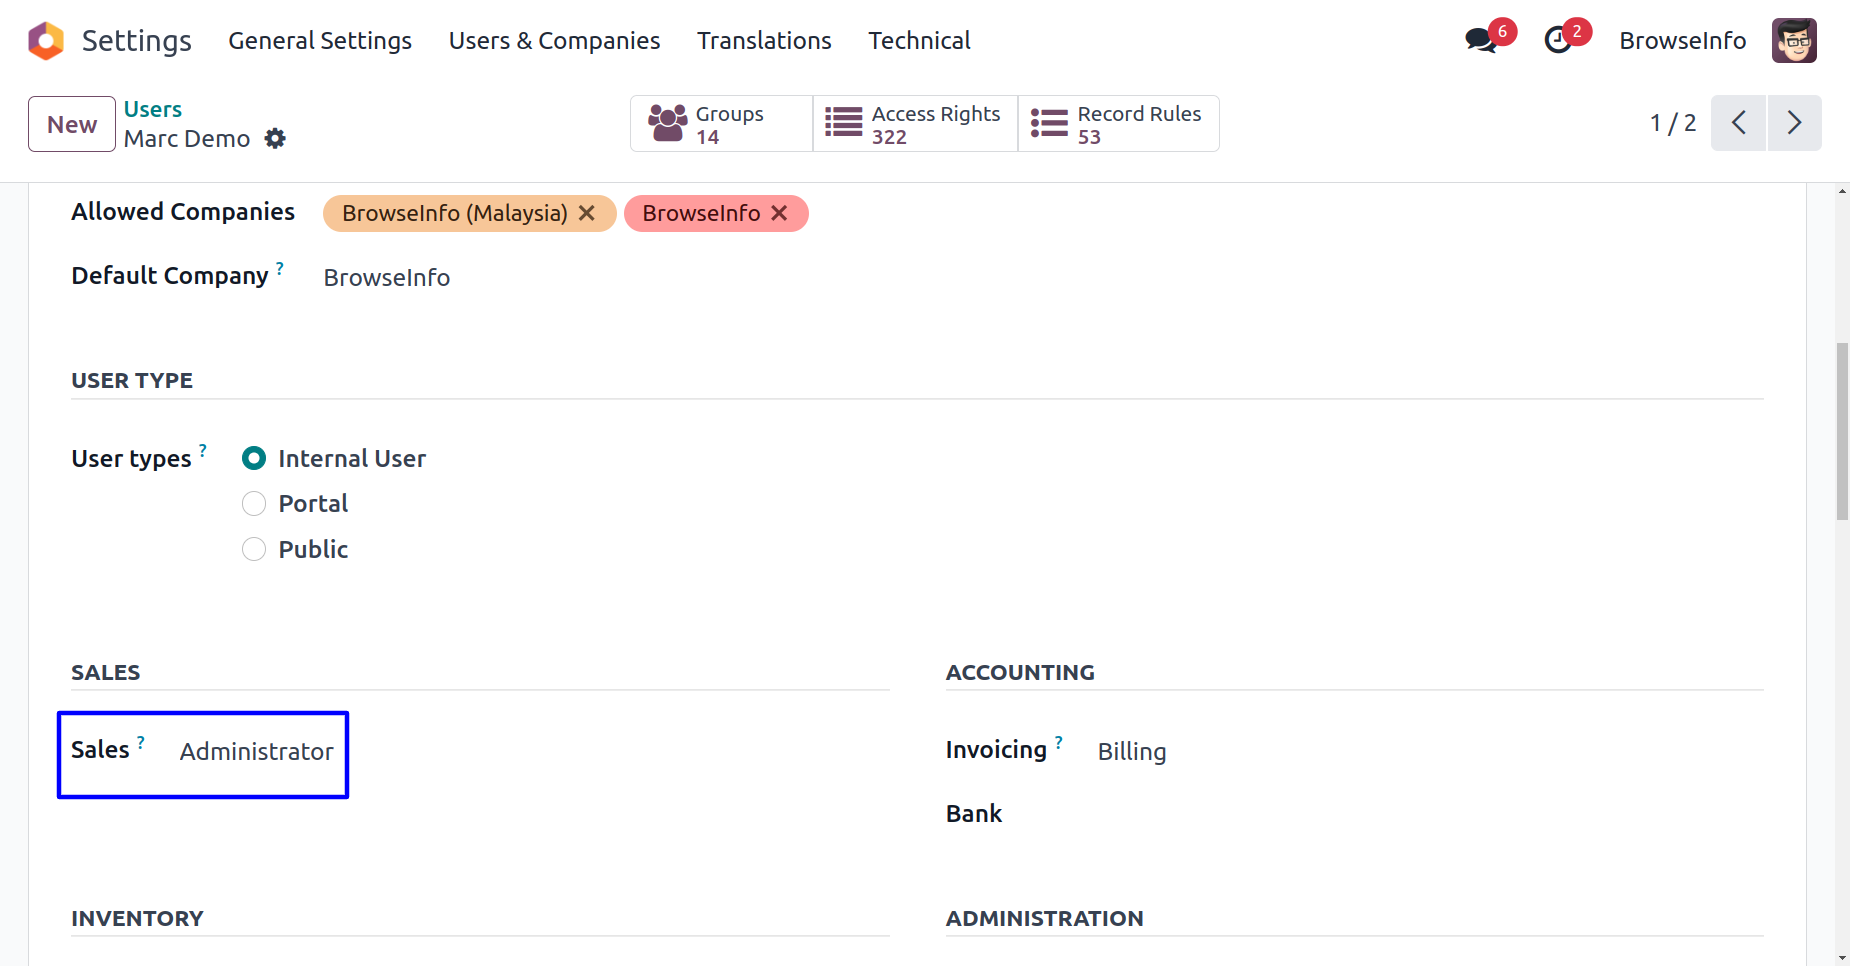 Settings General Settings Users & Companies Translations Technical 6 2 BrowseInfo
New Users Groups 14 Access Rights 322 Record Rules 53 1 / 2
Marc Demo
Allowed Companies BrowseInfo (Malaysia) ✕ BrowseInfo ✕
Default Company ? BrowseInfo
USER TYPE
User types ? Internal User
Portal
Public
SALES ACCOUNTING
Sales ? Administrator Invoicing ? Billing
Bank
INVENTORY ADMINISTRATION